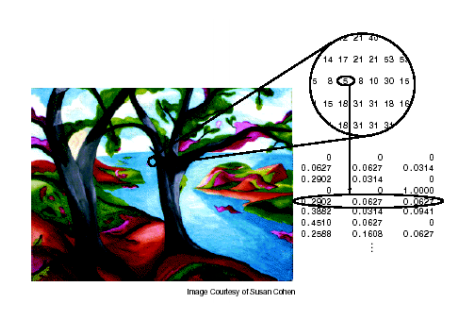 21 40
14 17 21 21 53
5 8 5 8 10 30 15
15 18 31 31 18 16
18 31 31 31
0 0 0
0.0627 0.0627 0.0314
0.2902 0.0314 0
0 0 1.0000
0.2902 0.0627 0.0627
0.3882 0.0314 0.0941
0.4510 0.0627 0
0.2588 0.1608 0.0627
⋮
Image Courtesy of Susan Cohen